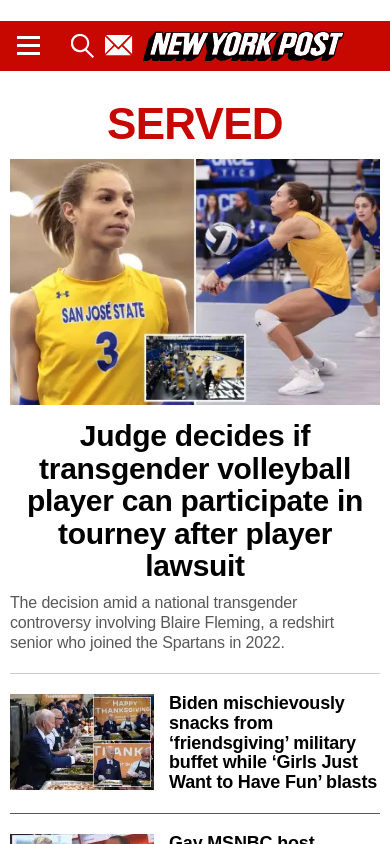 NEW YORK POST
SERVED
SAN JOSÉ STATE
3
Judge decides if
transgender volleyball
player can participate in
tourney after player
lawsuit
The decision amid a national transgender
controversy involving Blaire Fleming, a redshirt
senior who joined the Spartans in 2022.
HAPPY
THANKSGIVING
THANK
Biden mischievously
snacks from
‘friendsgiving’ military
buffet while ‘Girls Just
Want to Have Fun’ blasts
Gay MSNBC host